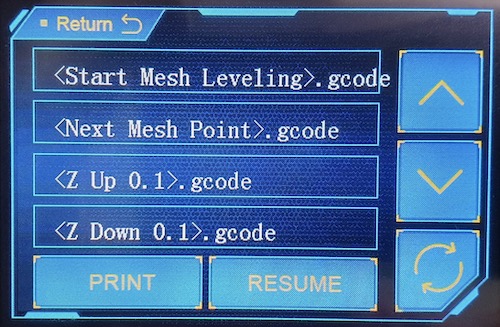 Return
<Start Mesh Leveling>.gcode
<Next Mesh Point>.gcode
<Z Up 0.1>.gcode
<Z Down 0.1>.gcode
PRINT
RESUME